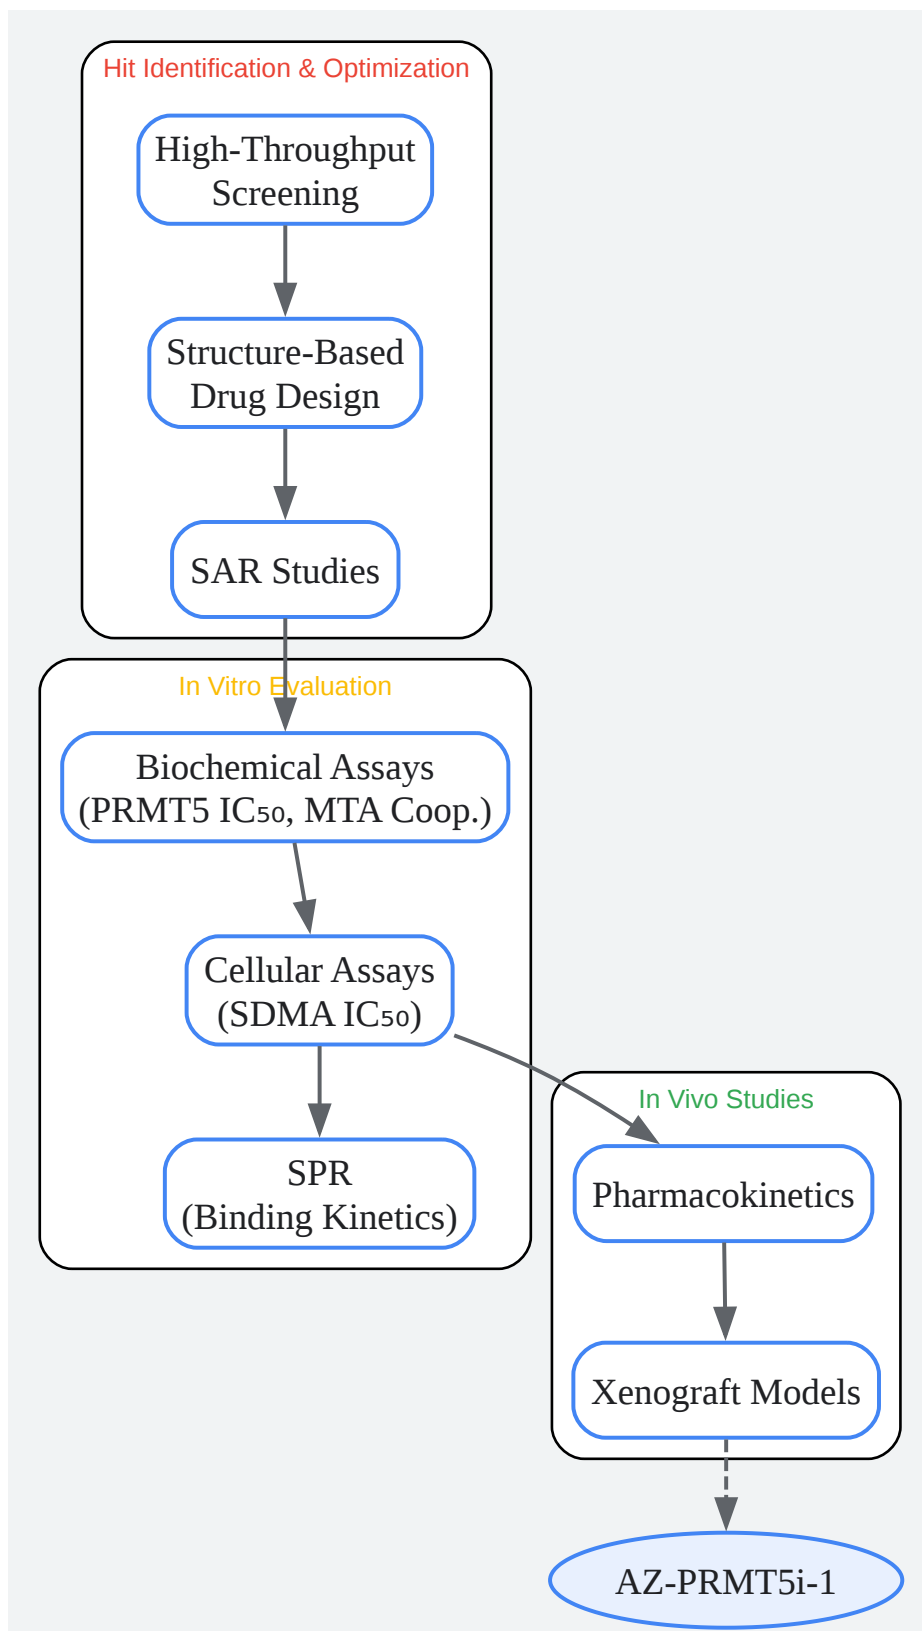 Hit Identification & Optimization
High-Throughput
Screening
Structure-Based
Drug Design
SAR Studies
In Vitro Evaluation
Biochemical Assays
(PRMT5 IC₅₀, MTA Coop.)
Cellular Assays
(SDMA IC₅₀)
SPR
(Binding Kinetics)
In Vivo Studies
Pharmacokinetics
Xenograft Models
AZ-PRMT5i-1